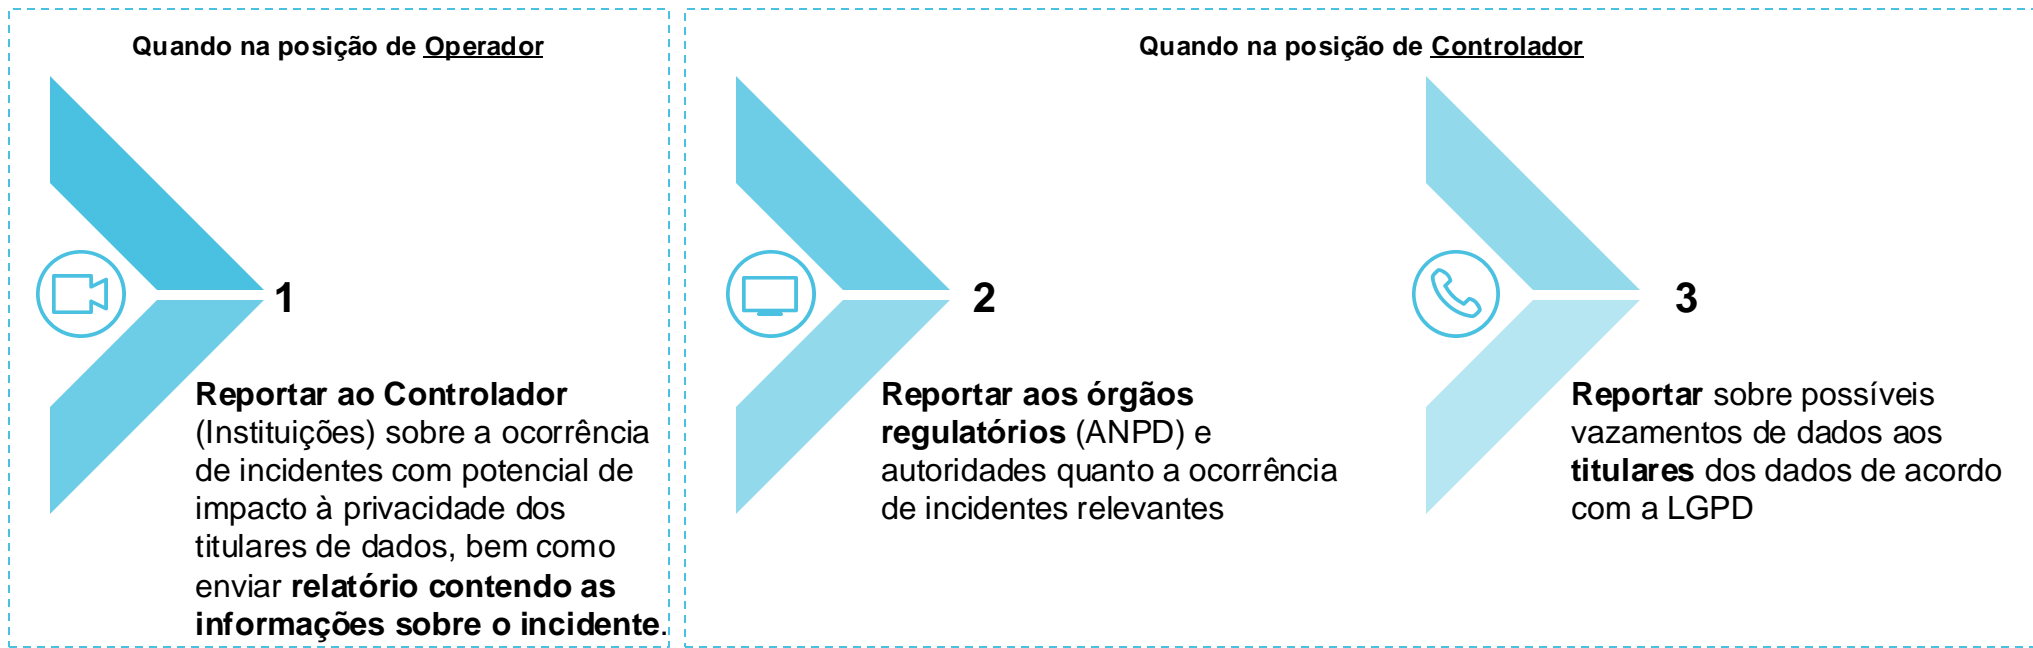 Quando na posição de Operador
1
Reportar ao Controlador
(Instituições) sobre a ocorrência
de incidentes com potencial de
impacto à privacidade dos
titulares de dados, bem como
enviar relatório contendo as
informações sobre o incidente.
Quando na posição de Controlador
2
Reportar aos órgãos
regulatórios (ANPD) e
autoridades quanto a ocorrência
de incidentes relevantes
3
Reportar sobre possíveis
vazamentos de dados aos
titulares dos dados de acordo
com a LGPD